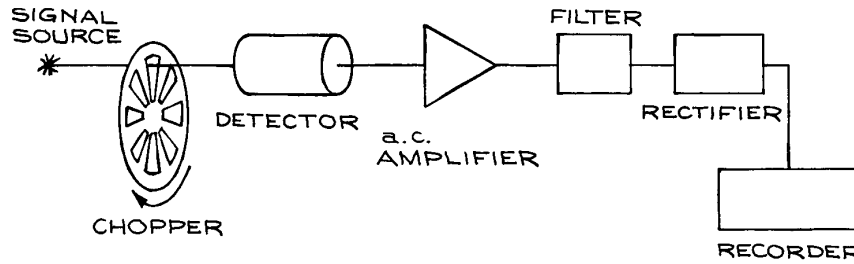 SIGNAL
SOURCE
CHOPPER
DETECTOR
a.c.
AMPLIFIER
FILTER
RECTIFIER
RECORDER